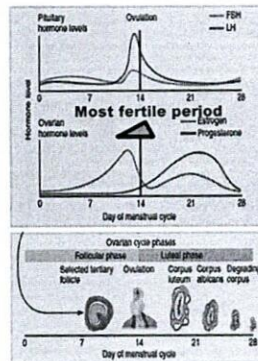 Pituitary hormone levels
Ovulation
FSH
LH
Hormone level
0 7 14 21 28
Most fertile period
Ovarian hormone levels
Estrogen
Progesterone
0 7 14 21 28
Day of menstrual cycle
Ovarian cycle phases
Follicular phase
Luteal phase
Selected tertiary follicle
Ovulation
Corpus luteum
Corpus albicans
Degrading corpus
0 7 14 21 28
Day of menstrual cycle